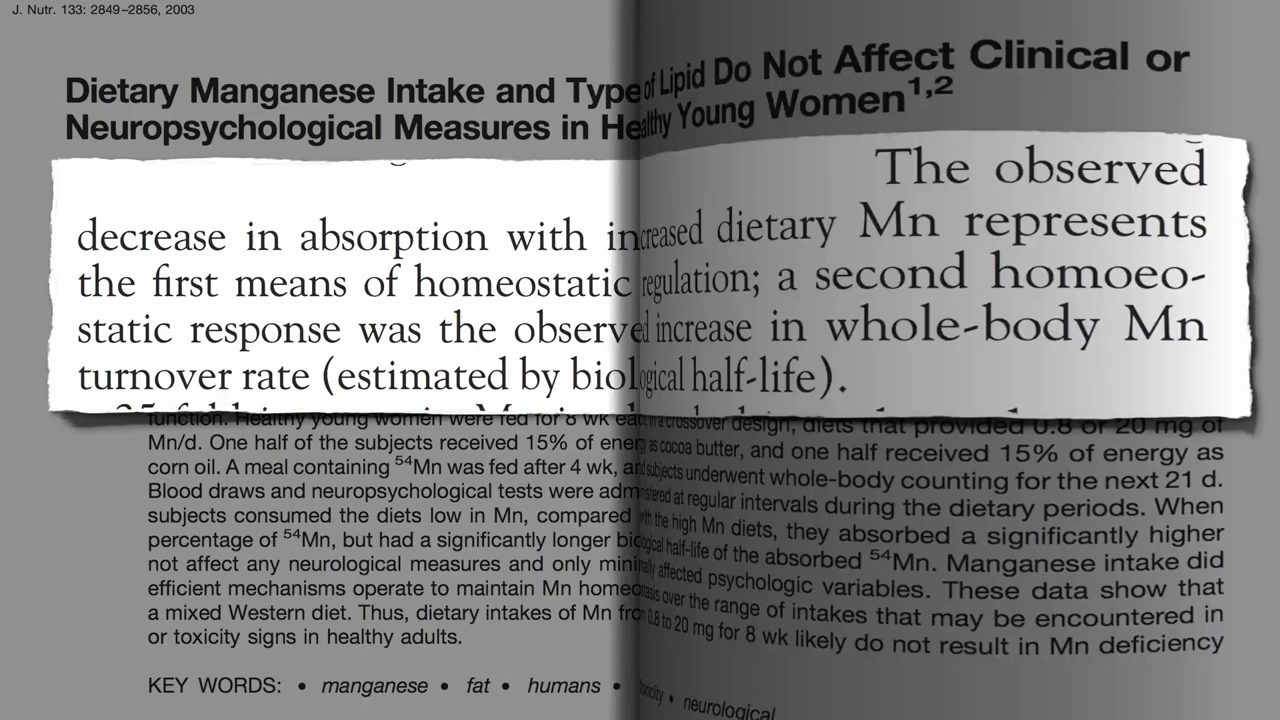 J. Nutr. 133: 2849–2856, 2003
Dietary Manganese Intake and Type of Lipid Do Not Affect Clinical or
Neuropsychological Measures in Healthy Young Women1,2
The observed
decrease in absorption with increased dietary Mn represents
the first means of homeostatic regulation; a second homoeo-
static response was the observed increase in whole-body Mn
turnover rate (estimated by biological half-life).
function. Healthy young women were fed for 8 wk each, in a crossover design, diets that provided 0.8 or 20 mg of
Mn/d. One half of the subjects received 15% of energy as cocoa butter, and one half received 15% of energy as
corn oil. A meal containing 54Mn was fed after 4 wk, and subjects underwent whole-body counting for the next 21 d.
Blood draws and neuropsychological tests were administered at regular intervals during the dietary periods. When
subjects consumed the diets low in Mn, compared with the high Mn diets, they absorbed a significantly higher
percentage of 54Mn, but had a significantly longer biological half-life of the absorbed 54Mn. Manganese intake did
not affect any neurological measures and only minimally affected psychologic variables. These data show that
efficient mechanisms operate to maintain Mn homeostasis over the range of intakes that may be encountered in
a mixed Western diet. Thus, dietary intakes of Mn from 0.8 to 20 mg for 8 wk likely do not result in Mn deficiency
or toxicity signs in healthy adults.
KEY WORDS: • manganese • fat • humans • toxicity • neurological